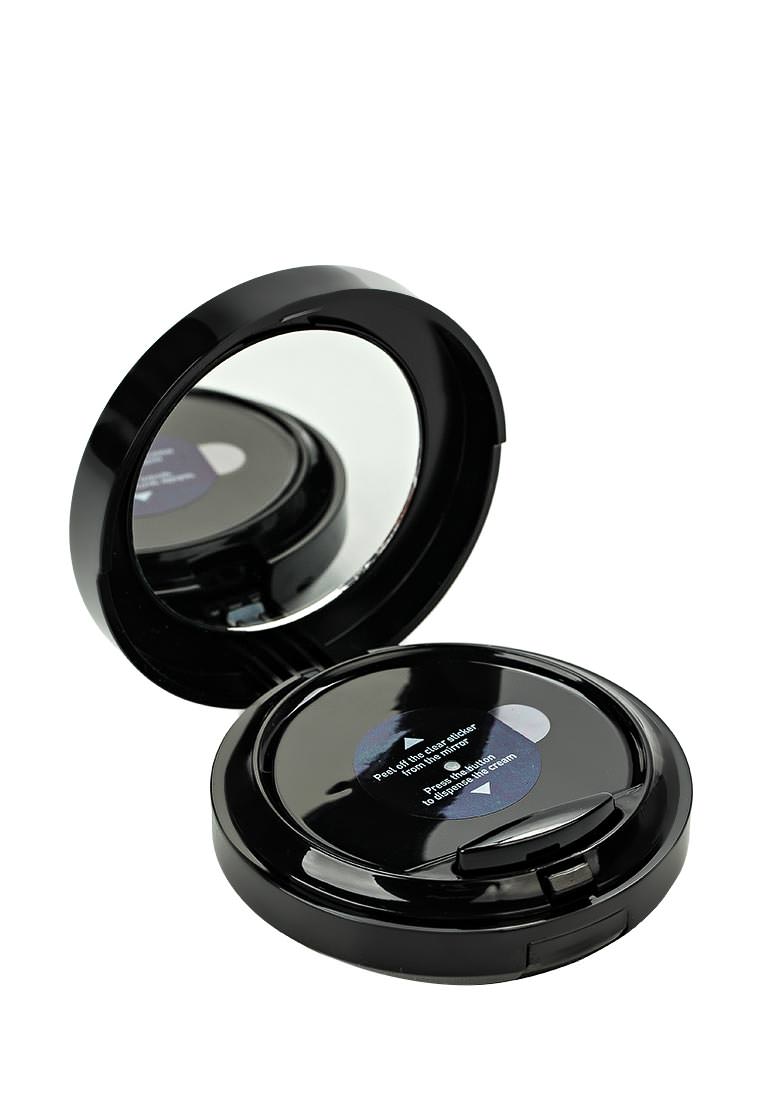 Peel off the clear sticker
from the mirror
Press the button
to dispense the cream